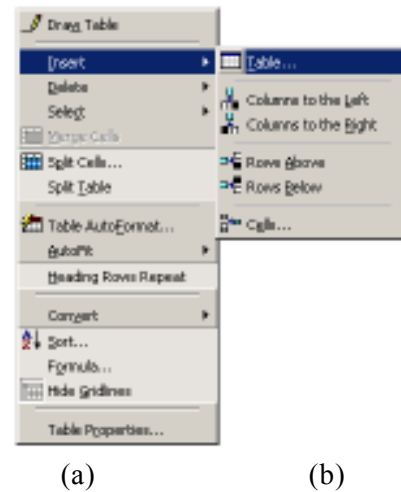 Draw Table
Insert
Delete
Select
Merge Cells
Split Cells...
Split Table
Table AutoFormat...
AutoFit
Heading Rows Repeat
Convert
Sort...
Formula...
Hide Gridlines
Table Properties...
Table...
Columns to the Left
Columns to the Right
Rows Above
Rows Below
Cells...
(a) (b)